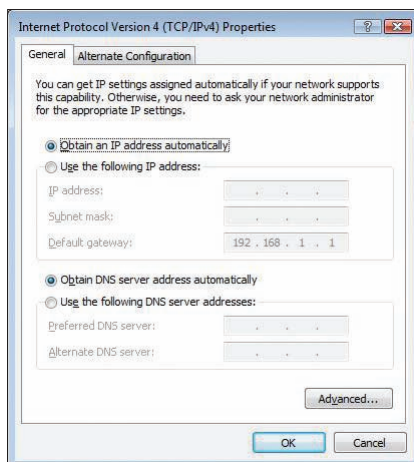 Internet Protocol Version 4 (TCP/IPv4) Properties
General
Alternate Configuration
You can get IP settings assigned automatically if your network supports
this capability. Otherwise, you need to ask your network administrator
for the appropriate IP settings.
Obtain an IP address automatically
Use the following IP address:
IP address:
Subnet mask:
Default gateway: 192 . 168 . 1 . 1
Obtain DNS server address automatically
Use the following DNS server addresses:
Preferred DNS server:
Alternate DNS server:
Advanced...
OK Cancel